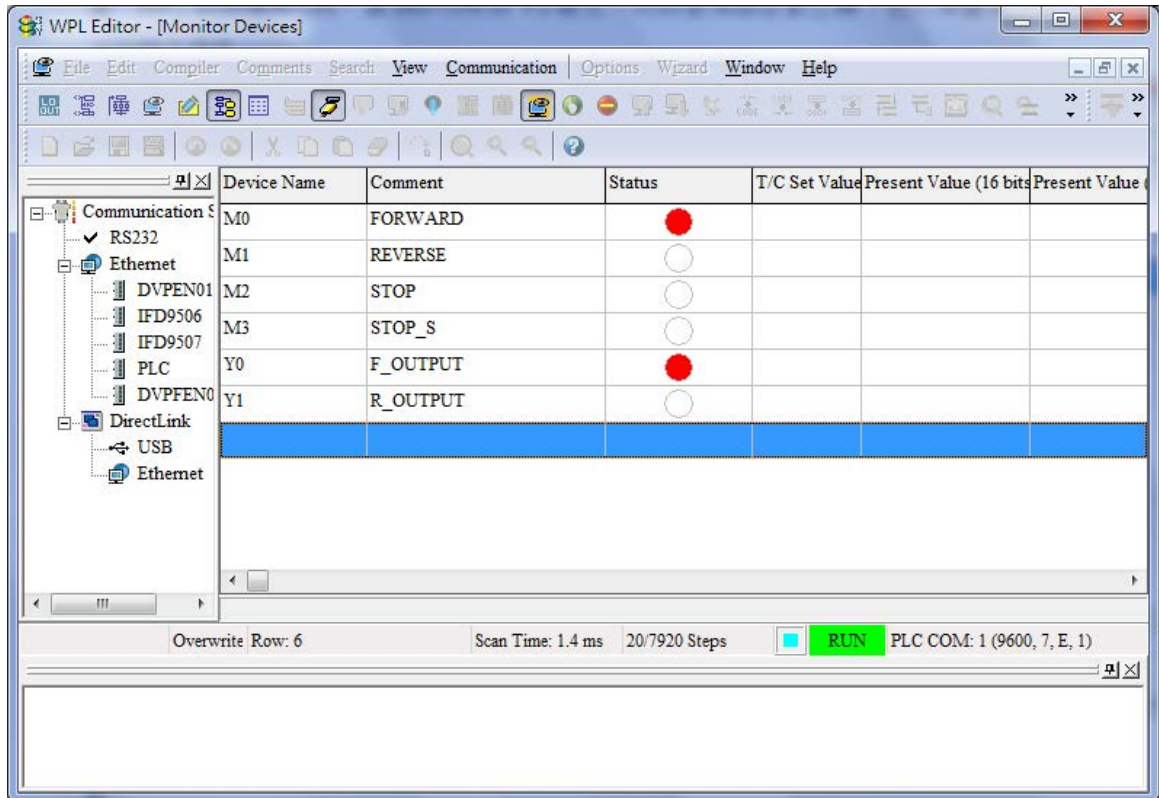 WPL Editor - [Monitor Devices]
File Edit Compiler Comments Search View Communication Options Wizard Window Help
Device Name Comment Status T/C Set Value Present Value (16 bits Present Value (
Communication S
RS232
Ethernet
DVPEN01
IFD9506
IFD9507
PLC
DVPFEN0
DirectLink
USB
Ethernet
M0 FORWARD
M1 REVERSE
M2 STOP
M3 STOP_S
Y0 F_OUTPUT
Y1 R_OUTPUT
Overwrite Row: 6 Scan Time: 1.4 ms 20/7920 Steps RUN PLC COM: 1 (9600, 7, E, 1)